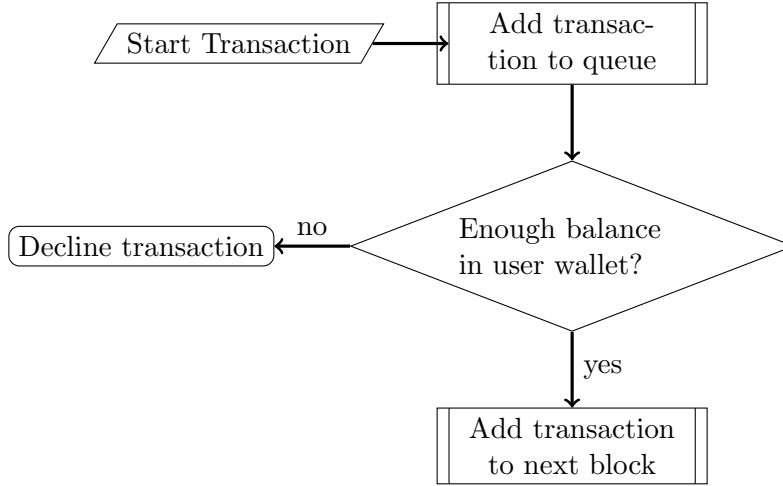 Start Transaction
Add transac-
tion to queue
Enough balance
in user wallet?
no
Decline transaction
yes
Add transaction
to next block